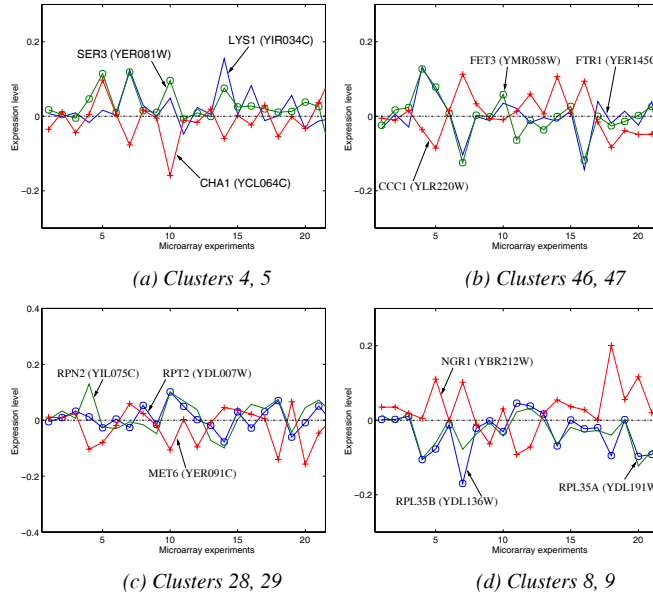 0.2
0
−0.2
Expression level
SER3 (YER081W)
LYS1 (YIR034C)
CHA1 (YCL064C)
5
10
15
20
Microarray experiments
(a) Clusters 4, 5
0.2
0
−0.2
Expression level
FET3 (YMR058W)
FTR1 (YER145C
CCC1 (YLR220W)
5
10
15
20
Microarray experiments
(b) Clusters 46, 47
0.4
0.2
0
−0.2
−0.4
Expression level
RPN2 (YIL075C)
RPT2 (YDL007W)
MET6 (YER091C)
5
10
15
20
Microarray experiments
(c) Clusters 28, 29
0.2
0
−0.2
Expression level
NGR1 (YBR212W)
RPL35B (YDL136W)
RPL35A (YDL191W
5
10
15
20
Microarray experiments
(d) Clusters 8, 9